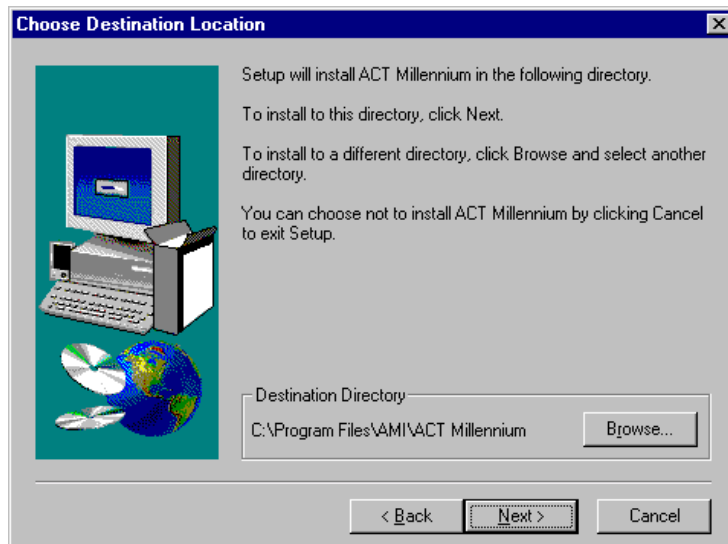 Choose Destination Location
Setup will install ACT Millennium in the following directory.
To install to this directory, click Next.
To install to a different directory, click Browse and select another
directory.
You can choose not to install ACT Millennium by clicking Cancel
to exit Setup.
Destination Directory
C:\Program Files\AMI\ACT Millennium
Browse...
< Back
Next >
Cancel